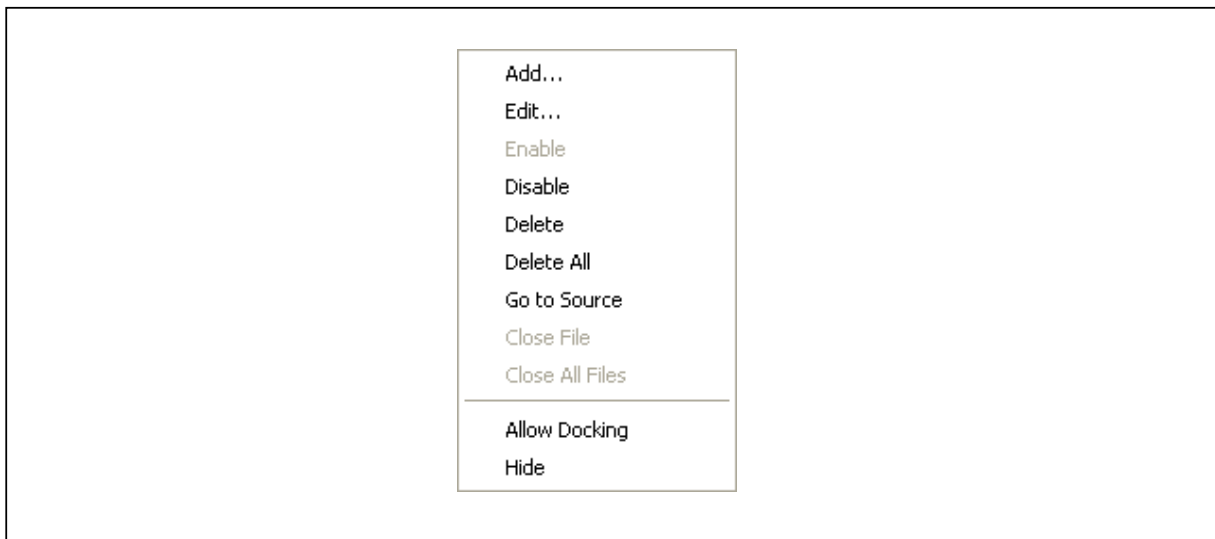 Add...
Edit...
Enable
Disable
Delete
Delete All
Go to Source
Close File
Close All Files
Allow Docking
Hide